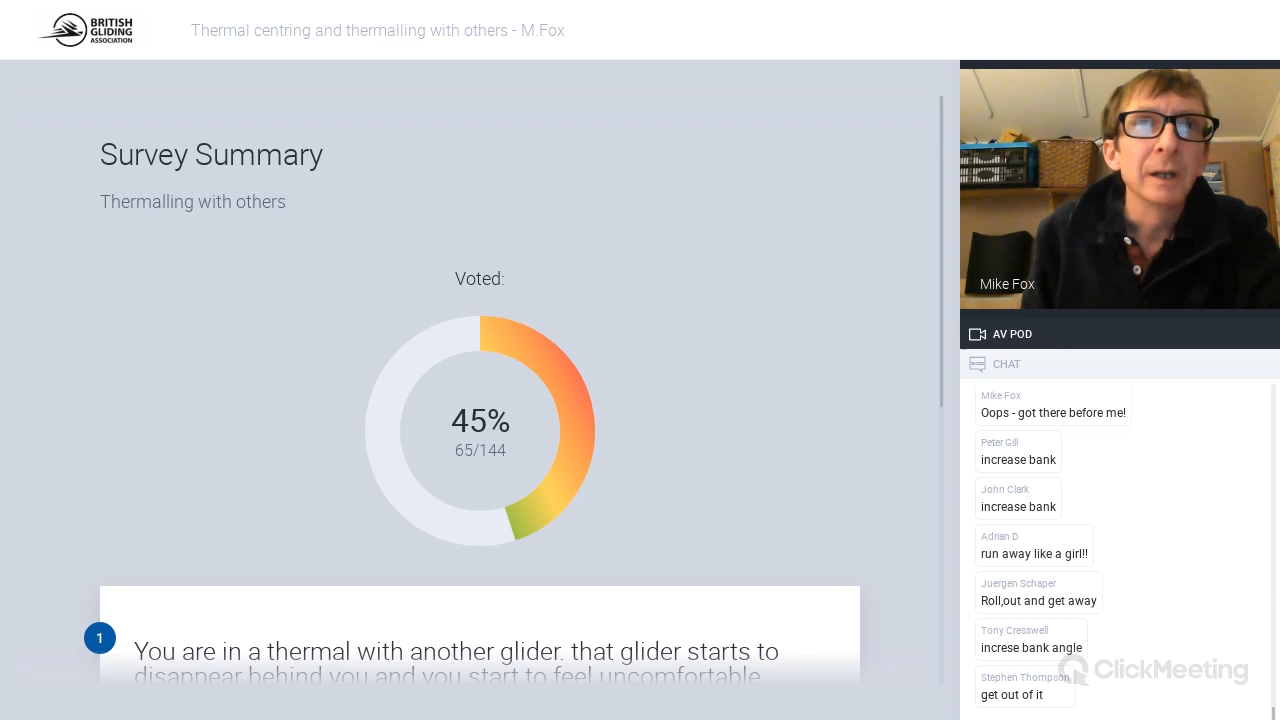 BRITISH
GLIDING
ASSOCIATION
Thermal centring and thermalling with others - M.Fox
Survey Summary
Thermalling with others
Voted:
45%
65/144
1
You are in a thermal with another glider. that glider starts to
disappear behind you and you start to feel uncomfortable.
Mike Fox
AV POD
CHAT
Mike Fox
Oops - got there before me!
Peter Gill
increase bank
John Clark
increase bank
Adrian D
run away like a girl!!
Juergen Schaper
Roll,out and get away
Tony Cresswell
increse bank angle
Stephen Thompson
get out of it
ClickMeeting